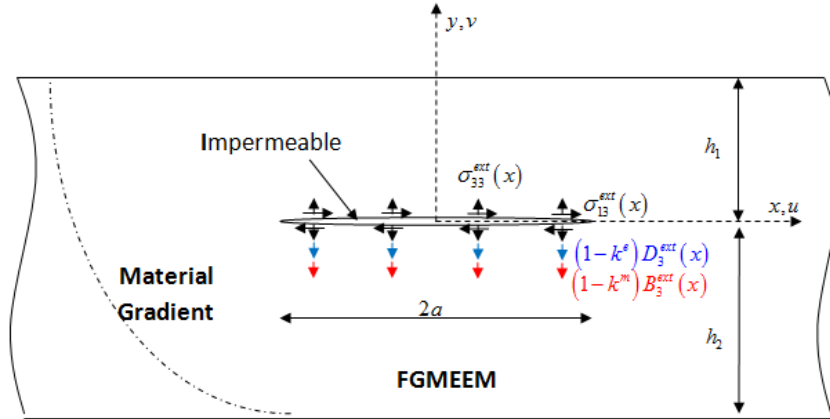 y,v
h₁
Impermeable
σ₃₃ᵉˣᵗ(x)
σ₁₃ᵉˣᵗ(x)
x,u
(1−kᵉ)D₃ᵉˣᵗ(x)
(1−kᵐ)B₃ᵉˣᵗ(x)
Material
Gradient
2a
h₂
FGMEEM